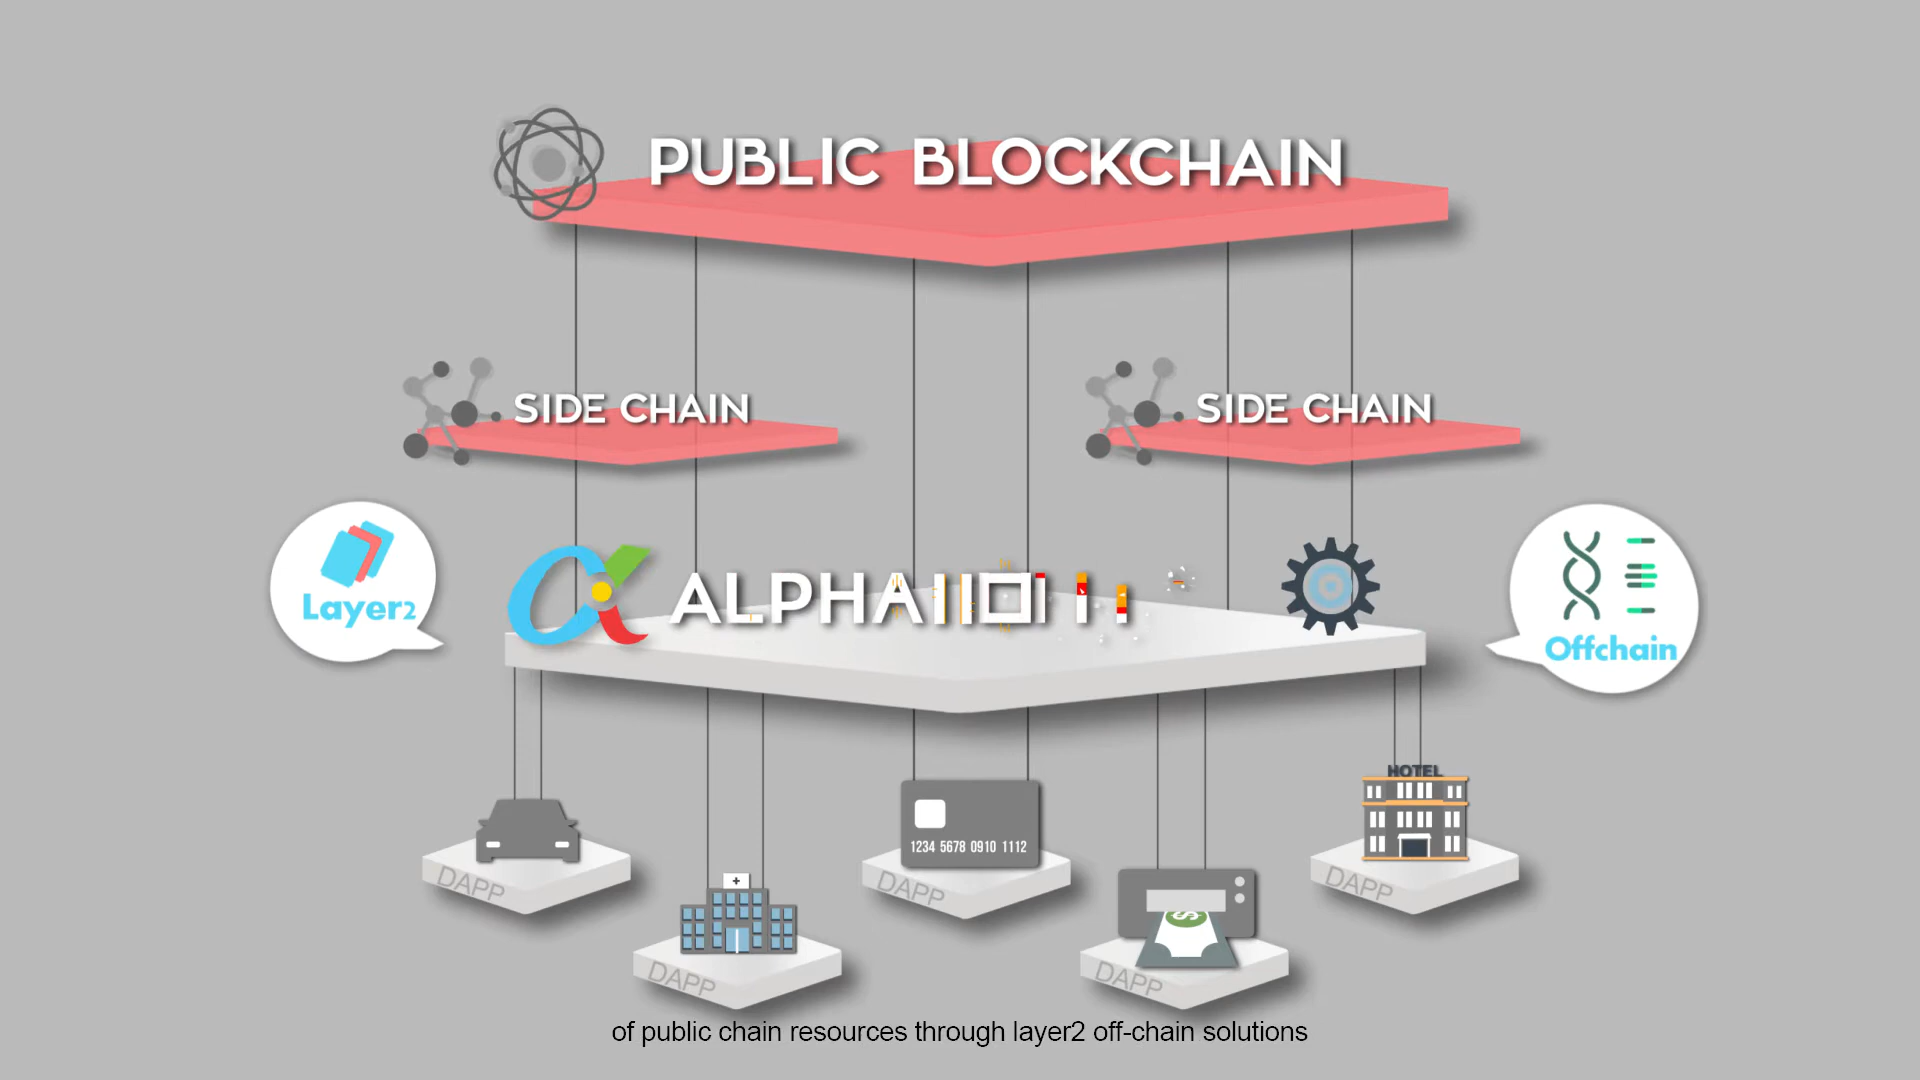 PUBLIC BLOCKCHAIN
SIDE CHAIN
SIDE CHAIN
Layer2
ALPHA
Offchain
HOTEL
1234 5678 0910 1112
DAPP
DAPP
DAPP
DAPP
DAPP
of public chain resources through layer2 off-chain solutions